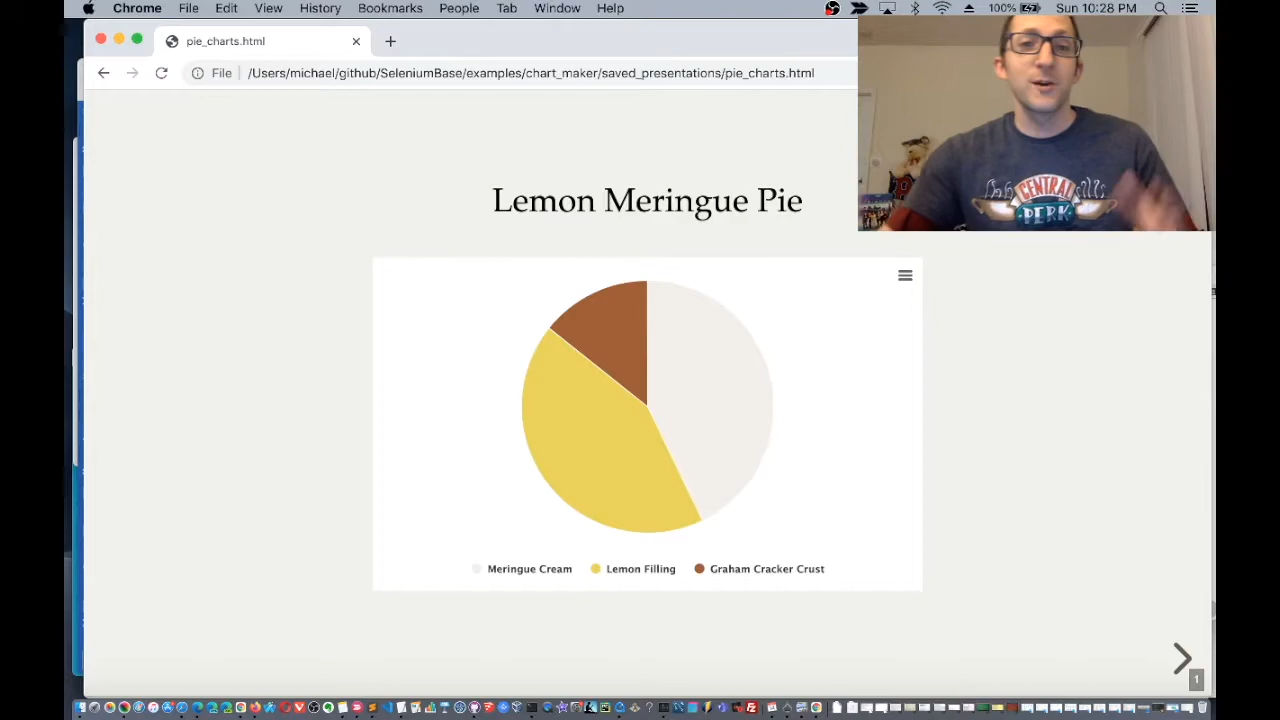 Chrome File Edit View History Bookmarks People Tab Window Help 100% Sun 10:28 PM
pie_charts.html
File /Users/michael/github/SeleniumBase/examples/chart_maker/saved_presentations/pie_charts.html
CENTRAL
PERK
Lemon Meringue Pie
Meringue Cream Lemon Filling Graham Cracker Crust
1